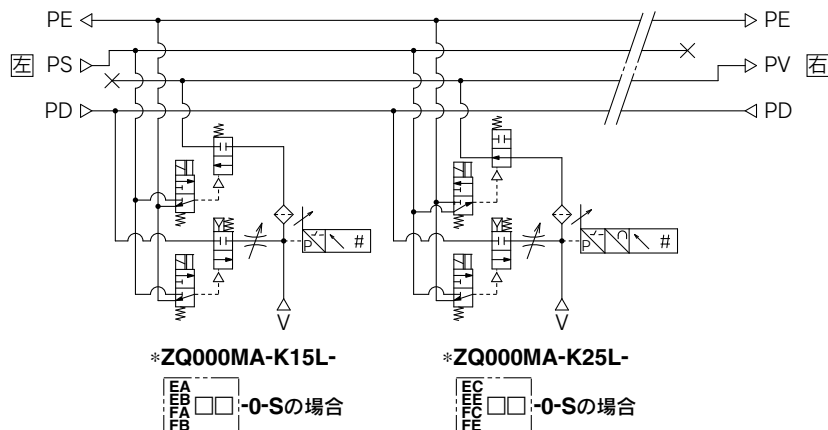 PE PE
左 PS PV 右
PD PD
P #
P #
V V
*ZQ000MA-K15L- *ZQ000MA-K25L-
EA
EB
FA
FB
□□-0-Sの場合
EC
EE
FC
FE
□□-0-Sの場合